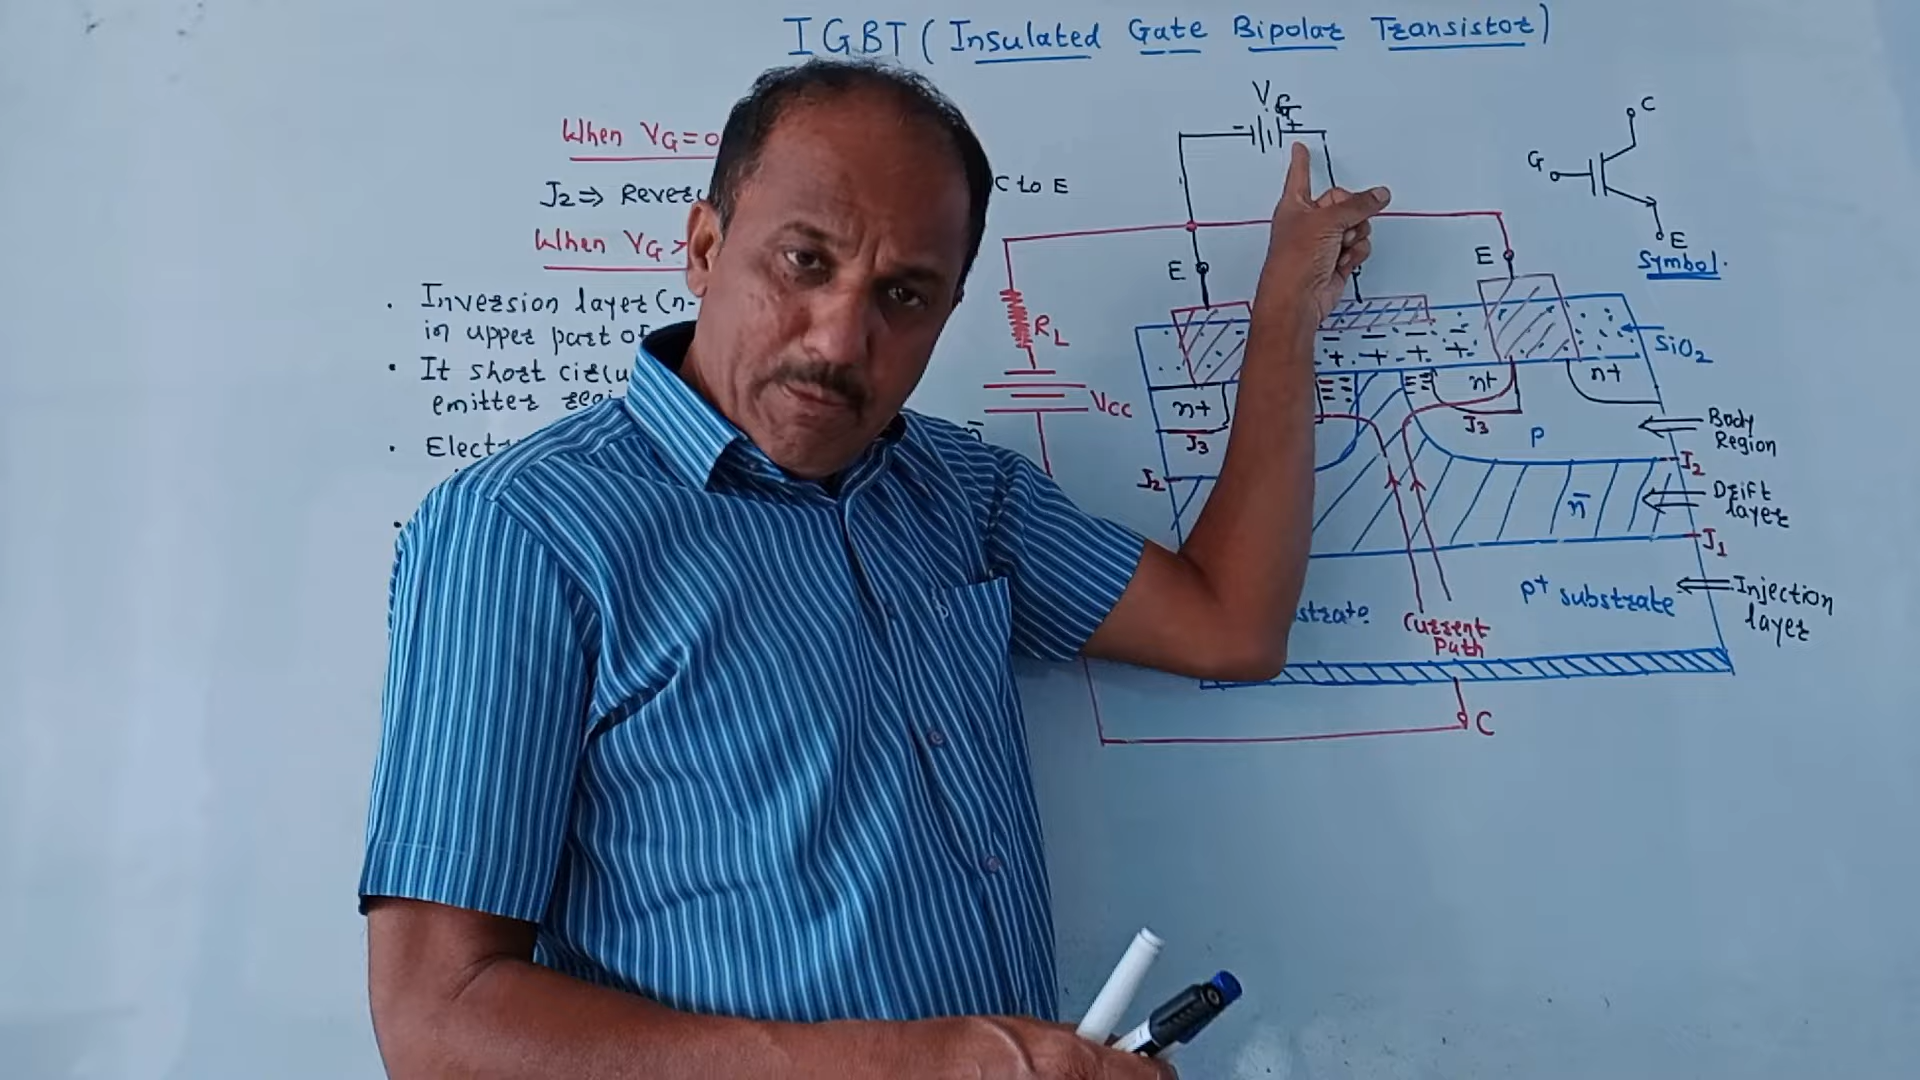 IGBT (Insulated Gate Bipolar Transistor)
When VG=0
J2 => Revers
C to E
When VG >
. Inversion layer (n-
in upper part of
. It short circu
emitter regi
. Elect
.
n̄
VG
- +
E
E
RL
VCC
C
G
E
Symbol.
SiO2
- - - -
+ + + +
n+
n+
n+
J3
J3
P
Body
Region
J2
J2
n̄
Drift
layer
J1
strate.
P+ substrate
Injection
layer
Current
Path
C